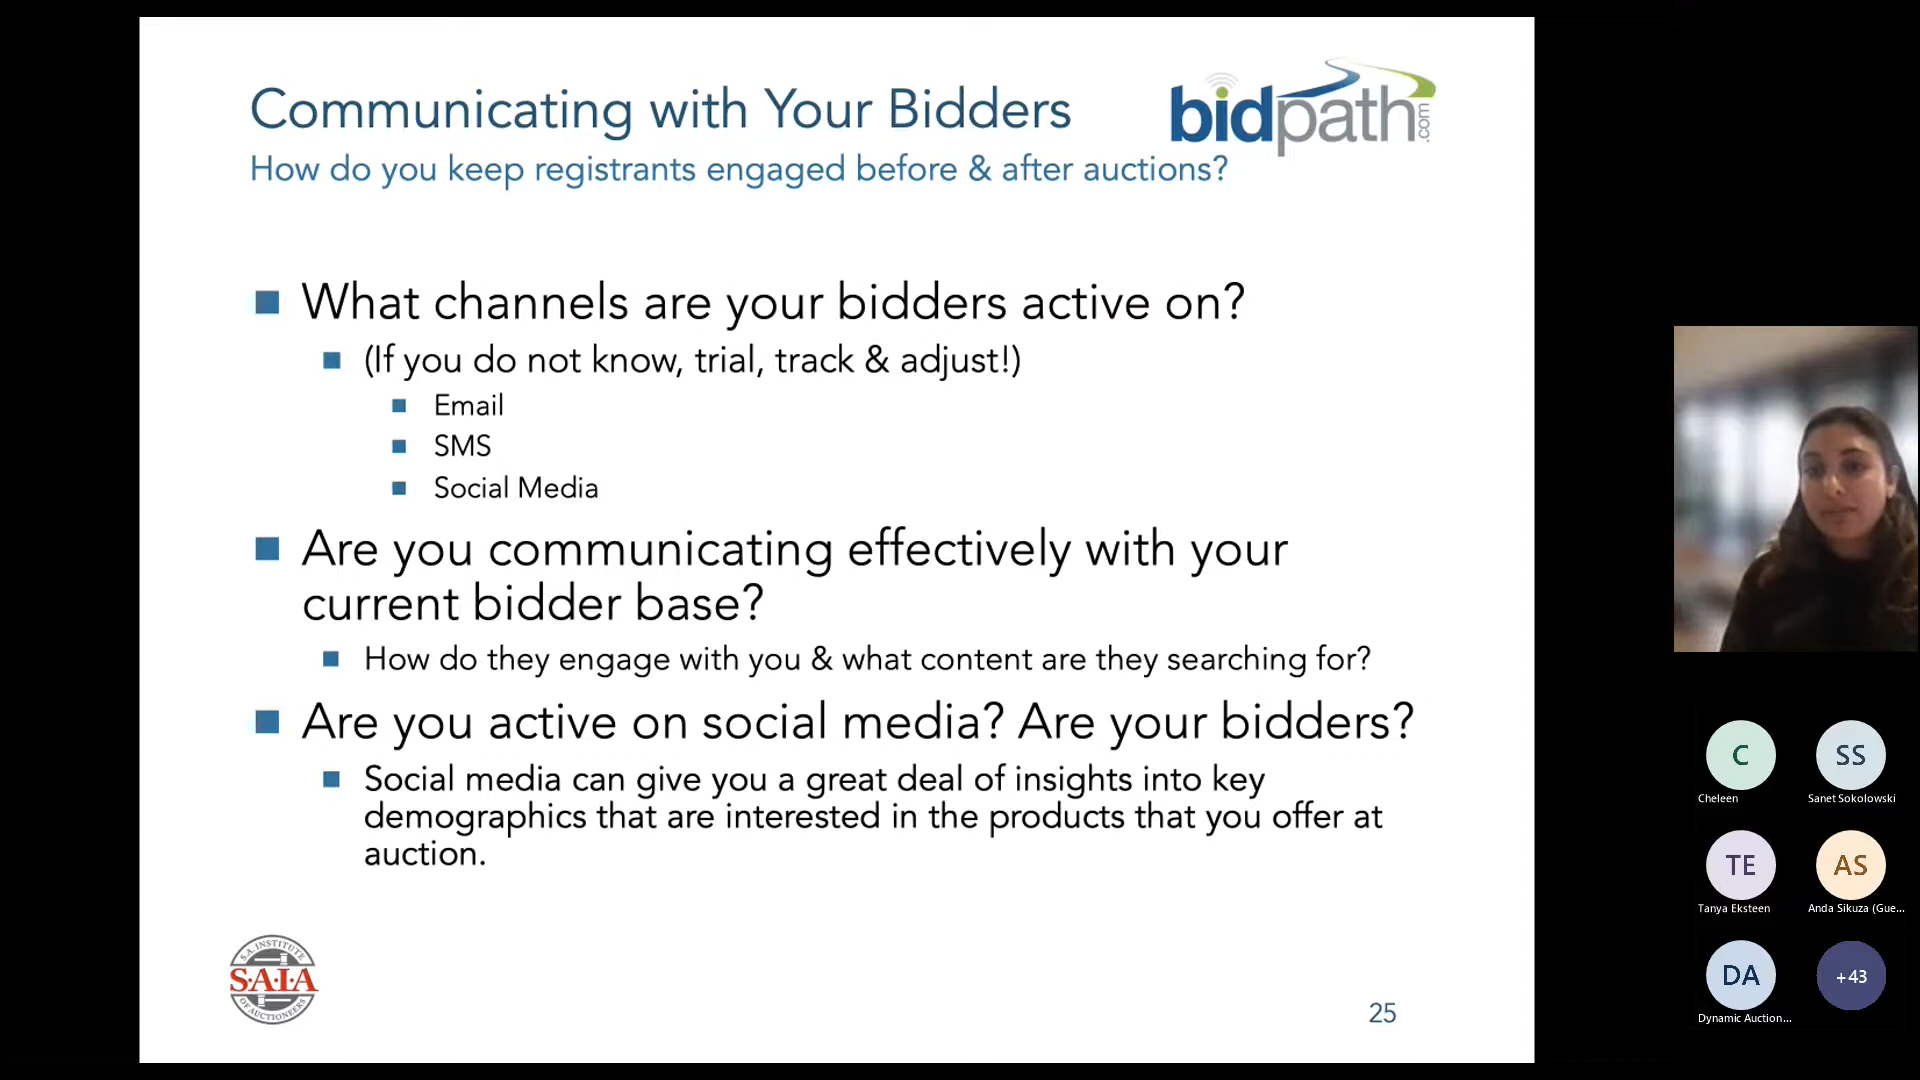 Communicating with Your Bidders
bidpath.com
How do you keep registrants engaged before & after auctions?
What channels are your bidders active on?
(If you do not know, trial, track & adjust!)
Email
SMS
Social Media
Are you communicating effectively with your
current bidder base?
How do they engage with you & what content are they searching for?
Are you active on social media? Are your bidders?
Social media can give you a great deal of insights into key
demographics that are interested in the products that you offer at
auction.
S.A. INSTITUTE
S·A·I·A
OF AUCTIONEERS
25
C
Cheleen
SS
Sanet Sokolowski
TE
Tanya Eksteen
AS
Anda Sikuza (Gue...
DA
Dynamic Auction...
+43